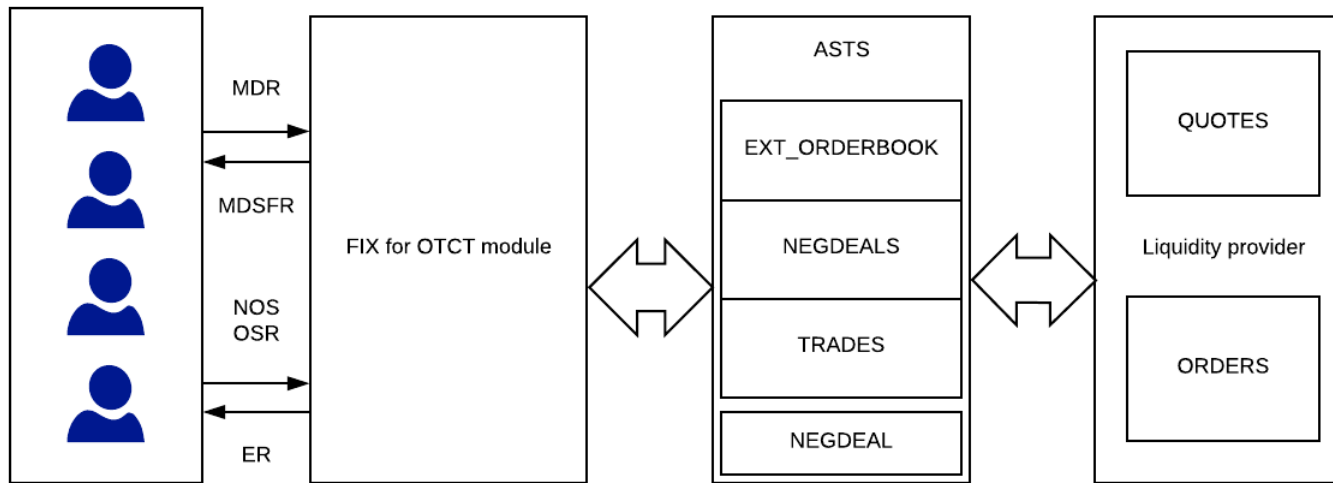 MDR
MDSFR
NOS
OSR
ER
FIX for OTCT module
ASTS
EXT_ORDERBOOK
NEGDEALS
TRADES
NEGDEAL
QUOTES
Liquidity provider
ORDERS